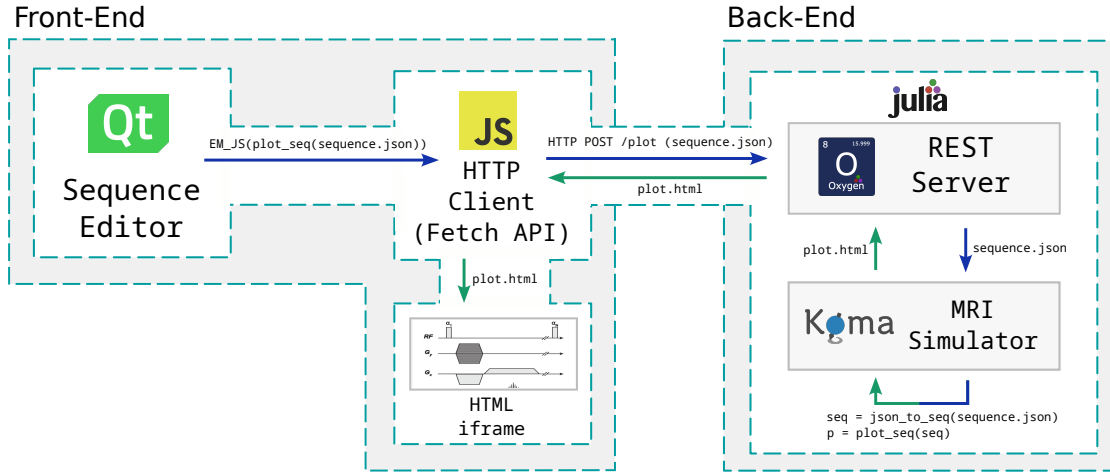 Front-End
Back-End
Qt
Sequence
Editor
EM_JS(plot_seq(sequence.json))
JS
HTTP
Client
(Fetch API)
HTTP POST /plot (sequence.json)
plot.html
plot.html
RF
HTML
iframe
julia
8
15.999
O
Oxygen
REST
Server
plot.html
sequence.json
Koma
MRI
Simulator
seq = json_to_seq(sequence.json)
p = plot_seq(seq)